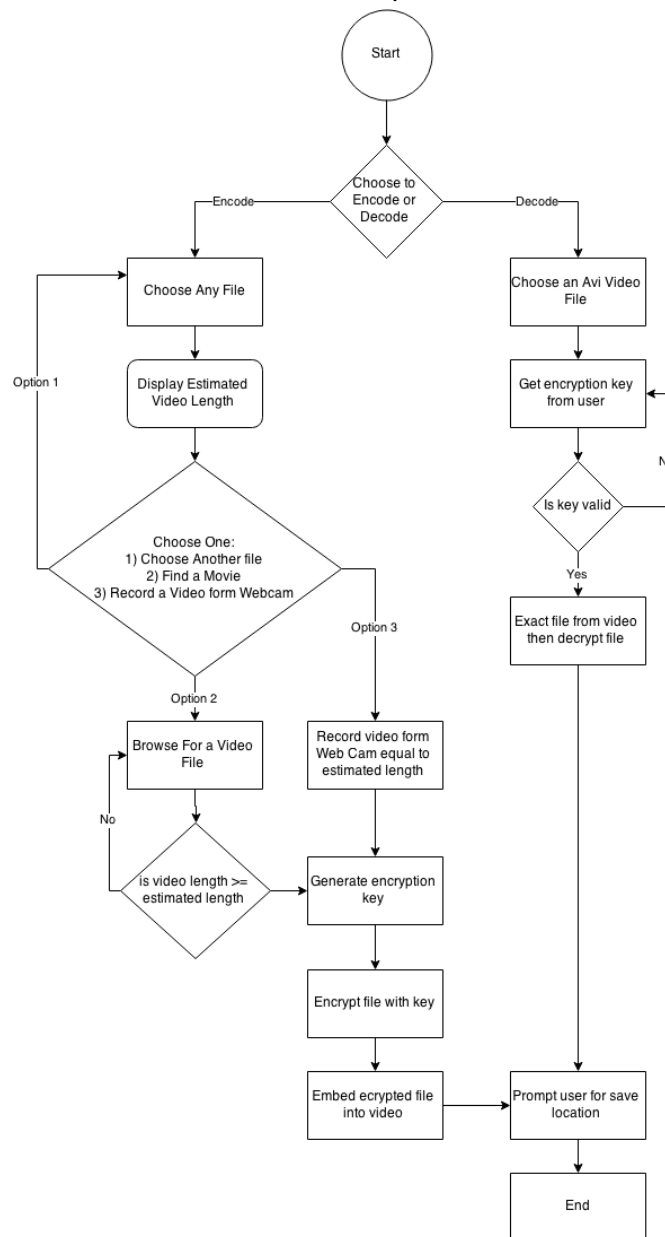 Start
Choose to
Encode or
Decode
Encode
Decode
Choose Any File
Choose an Avi Video
File
Option 1
Display Estimated
Video Length
Get encryption key
from user
N
Is key valid
Choose One:
1) Choose Another file
2) Find a Movie
3) Record a Video form Webcam
Yes
Option 3
Exact file from video
then decrypt file
Option 2
Browse For a Video
File
Record video form
Web Cam equal to
estimated length
No
is video length >=
estimated length
Generate encryption
key
Encrypt file with key
Embed ecrypted file
into video
Prompt user for save
location
End